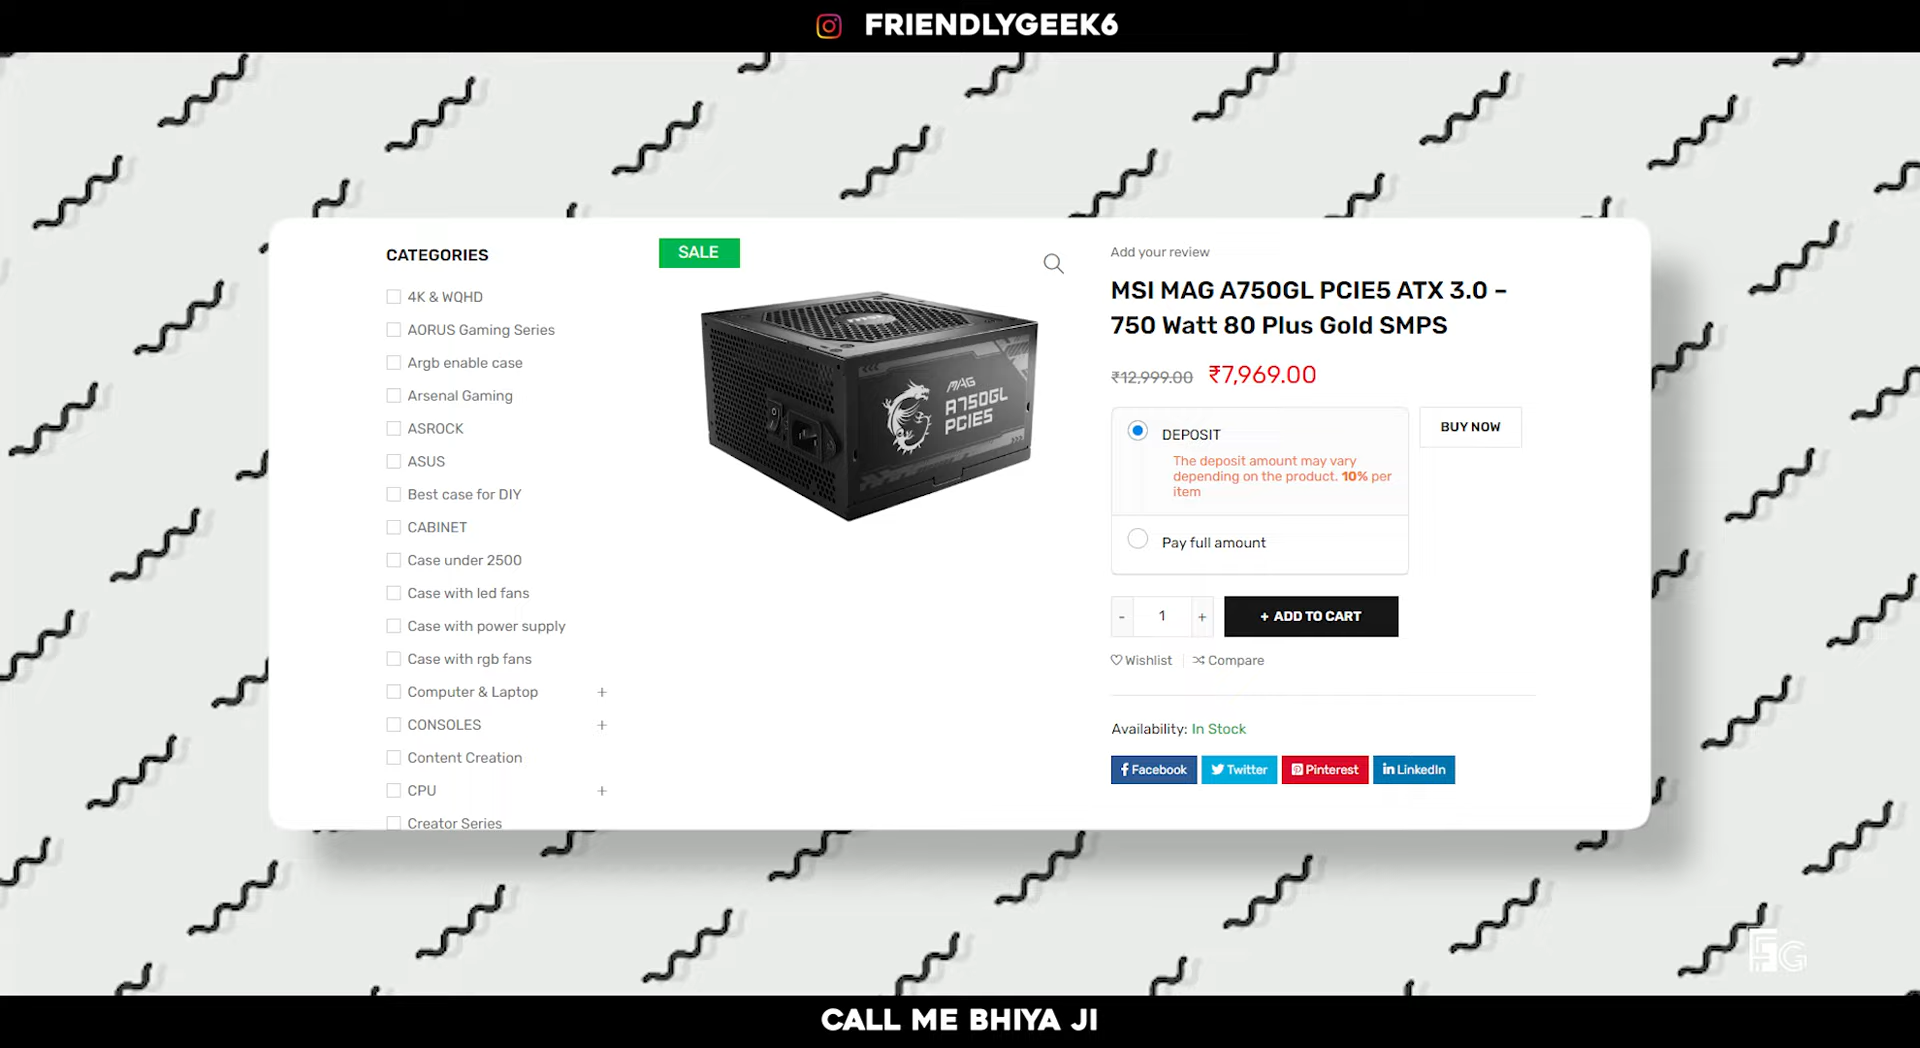 FRIENDLYGEEK6
CATEGORIES
4K & WQHD
AORUS Gaming Series
Argb enable case
Arsenal Gaming
ASROCK
ASUS
Best case for DIY
CABINET
Case under 2500
Case with led fans
Case with power supply
Case with rgb fans
Computer & Laptop +
CONSOLES +
Content Creation
CPU +
Creator Series
SALE
MAG
A750GL
PCIE5
Add your review
MSI MAG A750GL PCIE5 ATX 3.0 –
750 Watt 80 Plus Gold SMPS
₹12,999.00 ₹7,969.00
DEPOSIT
The deposit amount may vary
depending on the product. 10% per
item
Pay full amount
BUY NOW
- 1 + + ADD TO CART
Wishlist Compare
Availability: In Stock
Facebook Twitter Pinterest LinkedIn
FG
CALL ME BHIYA JI